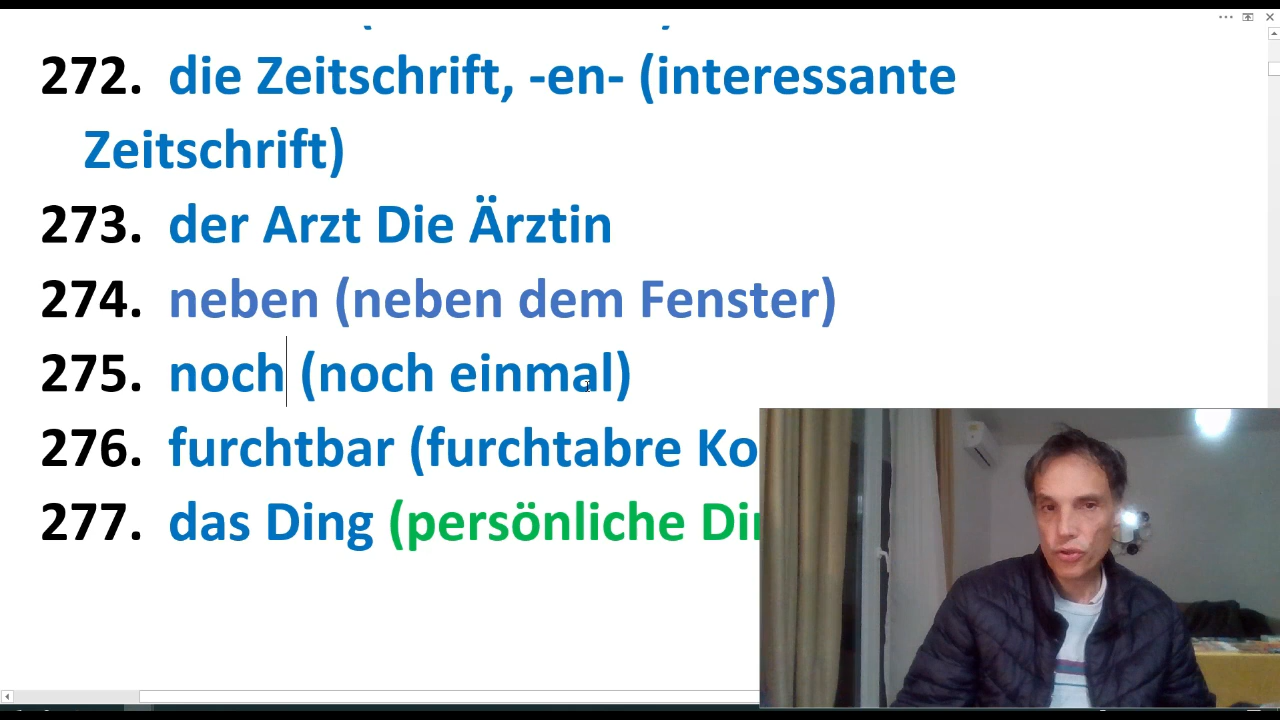 272. die Zeitschrift, -en- (interessante
Zeitschrift)
273. der Arzt Die Ärztin
274. neben (neben dem Fenster)
275. noch (noch einmal)
276. furchtbar (furchtabre
277. das Ding (persönliche